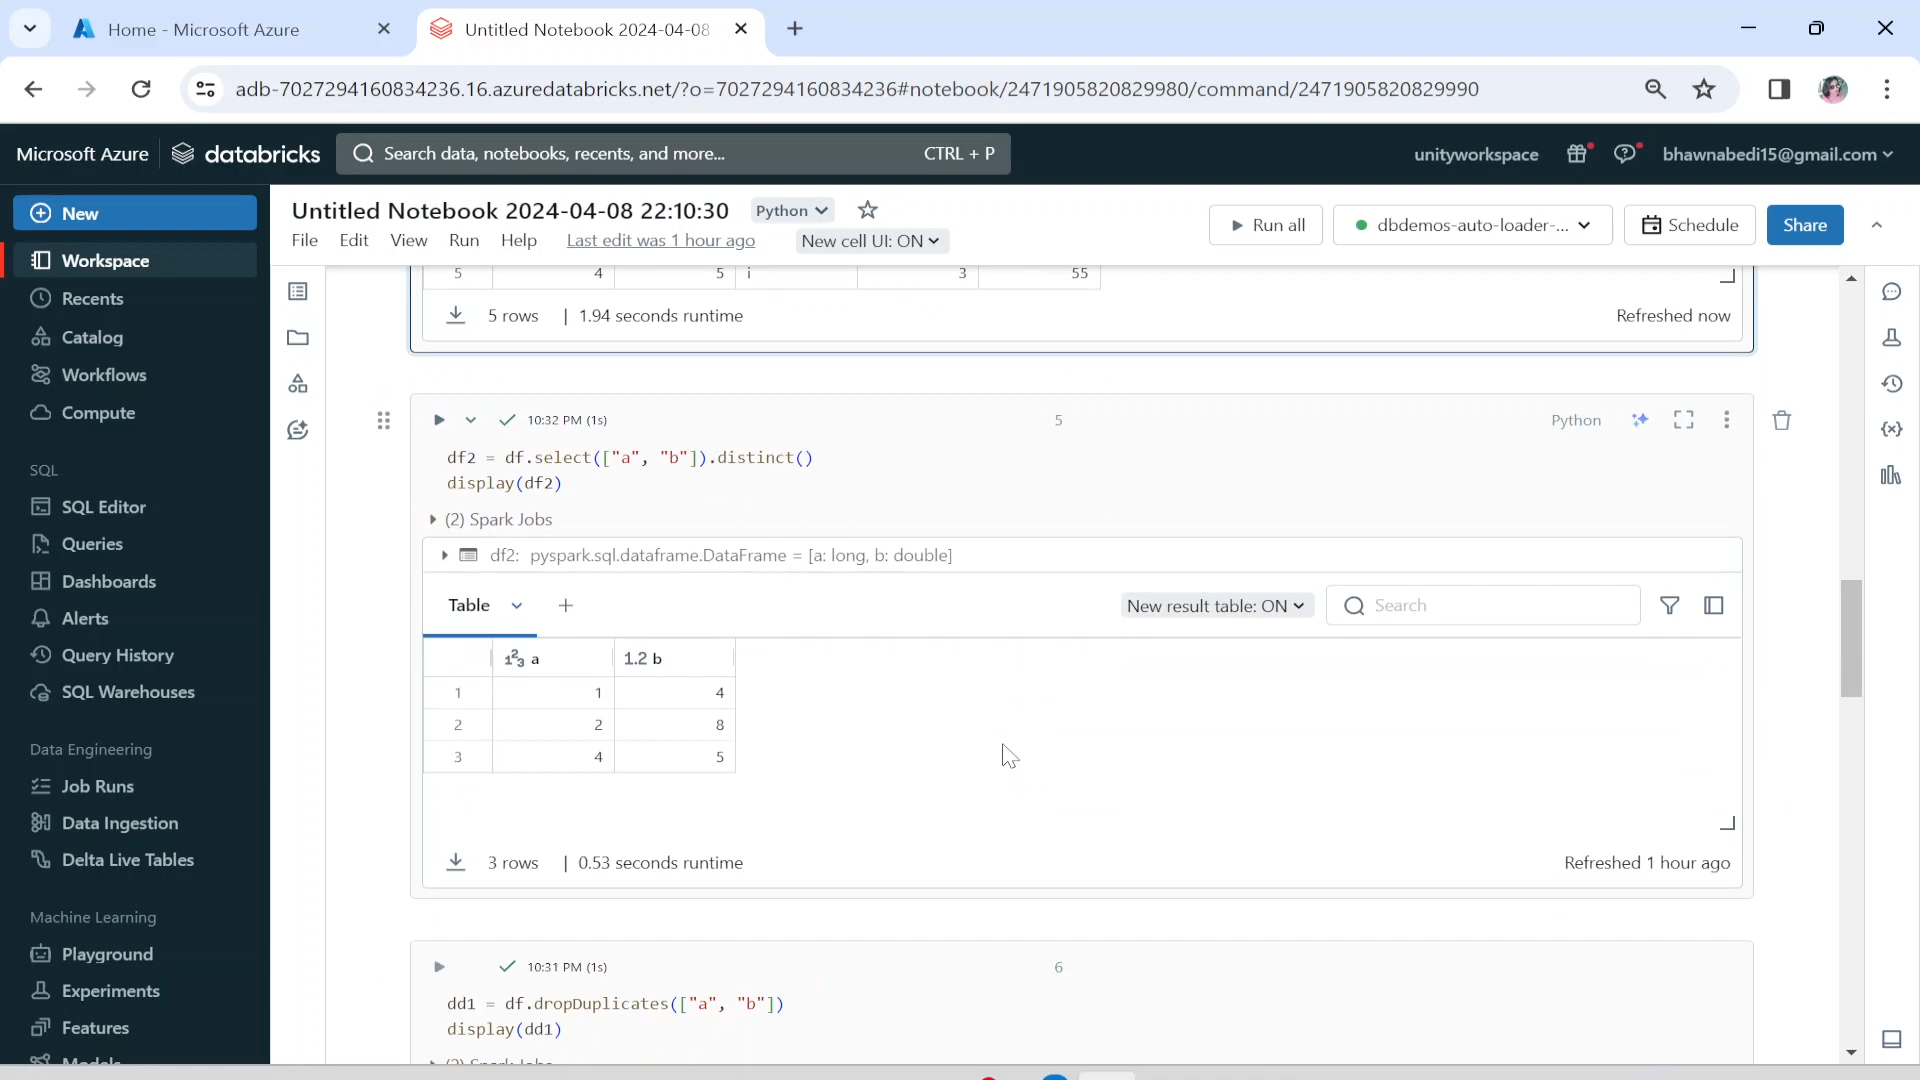 Home - Microsoft Azure
Untitled Notebook 2024-04-08
adb-7027294160834236.16.azuredatabricks.net/?o=7027294160834236#notebook/2471905820829980/command/2471905820829990
Microsoft Azure
databricks
Search data, notebooks, recents, and more...
CTRL + P
unityworkspace
bhawnabedi15@gmail.com
New
Workspace
Recents
Catalog
Workflows
Compute
SQL
SQL Editor
Queries
Dashboards
Alerts
Query History
SQL Warehouses
Data Engineering
Job Runs
Data Ingestion
Delta Live Tables
Machine Learning
Playground
Experiments
Features
Models
Untitled Notebook 2024-04-08 22:10:30
Python
File Edit View Run Help
Last edit was 1 hour ago
New cell UI: ON
Run all
dbdemos-auto-loader-...
Schedule
Share
5 4 5 i 3 55
5 rows | 1.94 seconds runtime
Refreshed now
10:32 PM (1s)
5
Python
df2 = df.select(["a", "b"]).distinct()
display(df2)
(2) Spark Jobs
df2: pyspark.sql.dataframe.DataFrame = [a: long, b: double]
Table
New result table: ON
Search
123 a 1.2 b
1 1 4
2 2 8
3 4 5
3 rows | 0.53 seconds runtime
Refreshed 1 hour ago
10:31 PM (1s)
6
dd1 = df.dropDuplicates(["a", "b"])
display(dd1)
(2) Spark Jobs